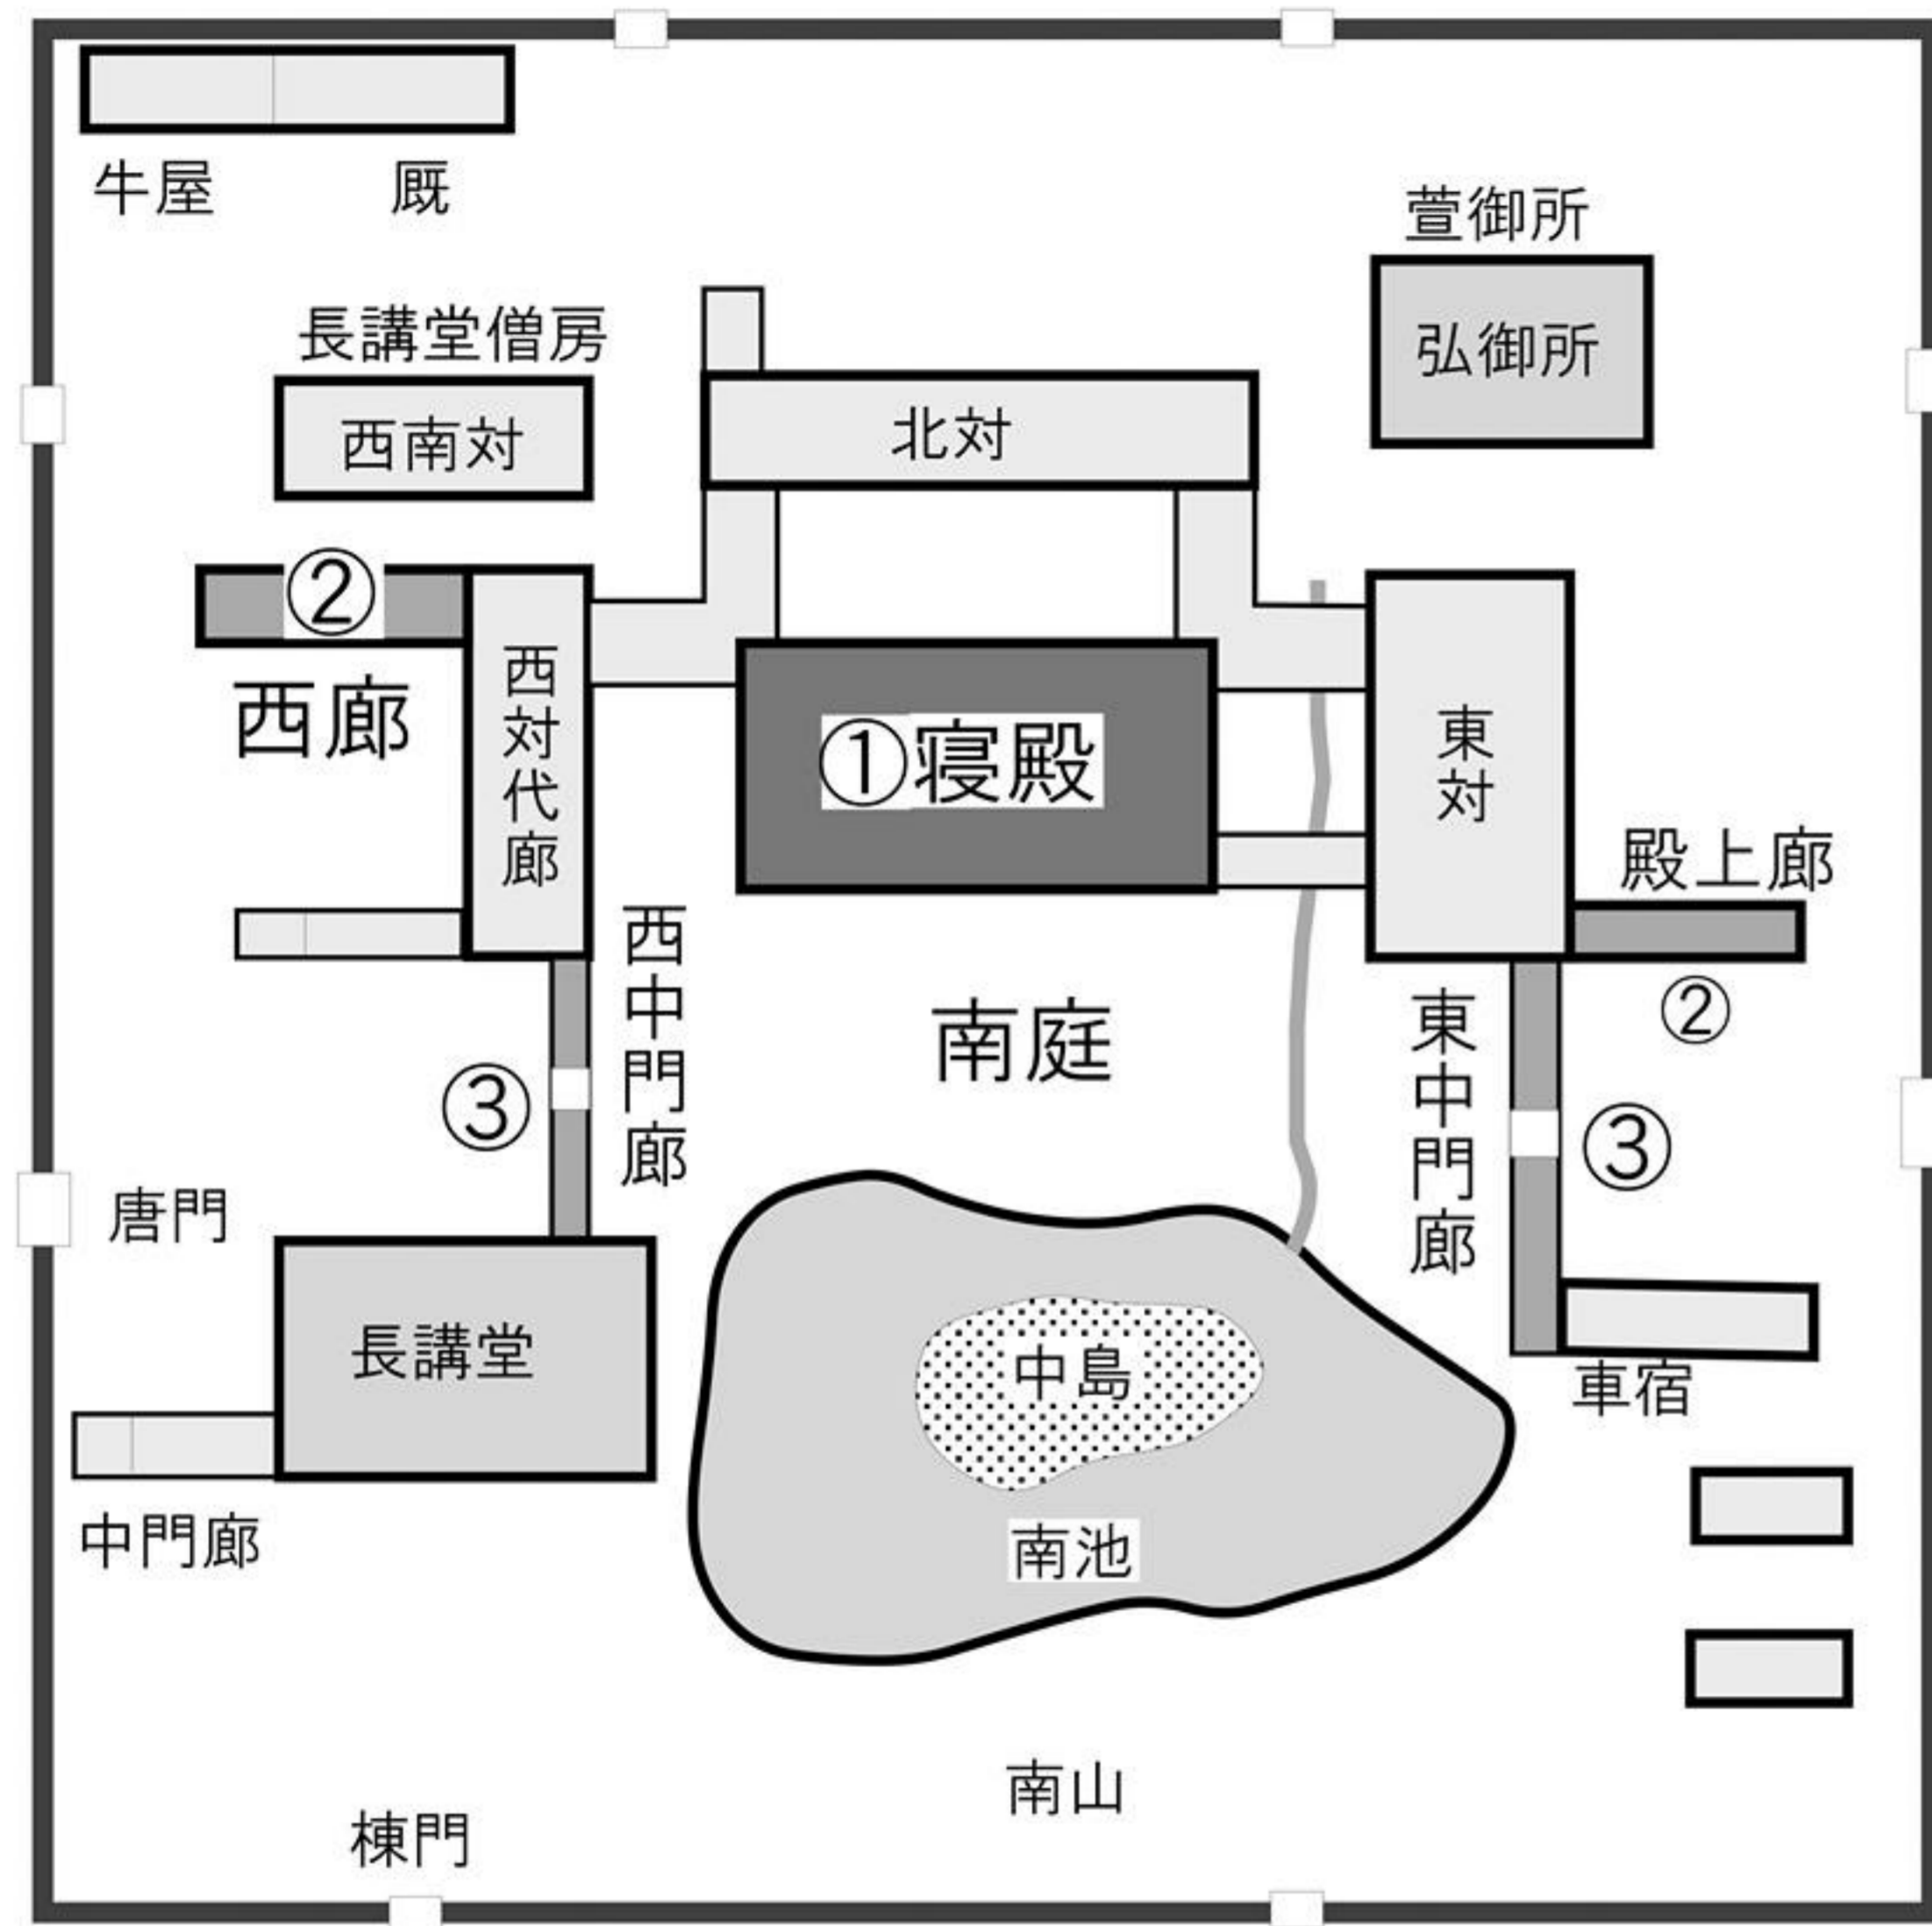 牛屋
厩
萱御所
弘御所
長講堂僧房
西南対
北対
②
西廊
西対代廊
①寝殿
東対
殿上廊
②
西中門廊
③
南庭
東中門廊
③
唐門
長講堂
中島
車宿
中門廊
南池
南山
棟門